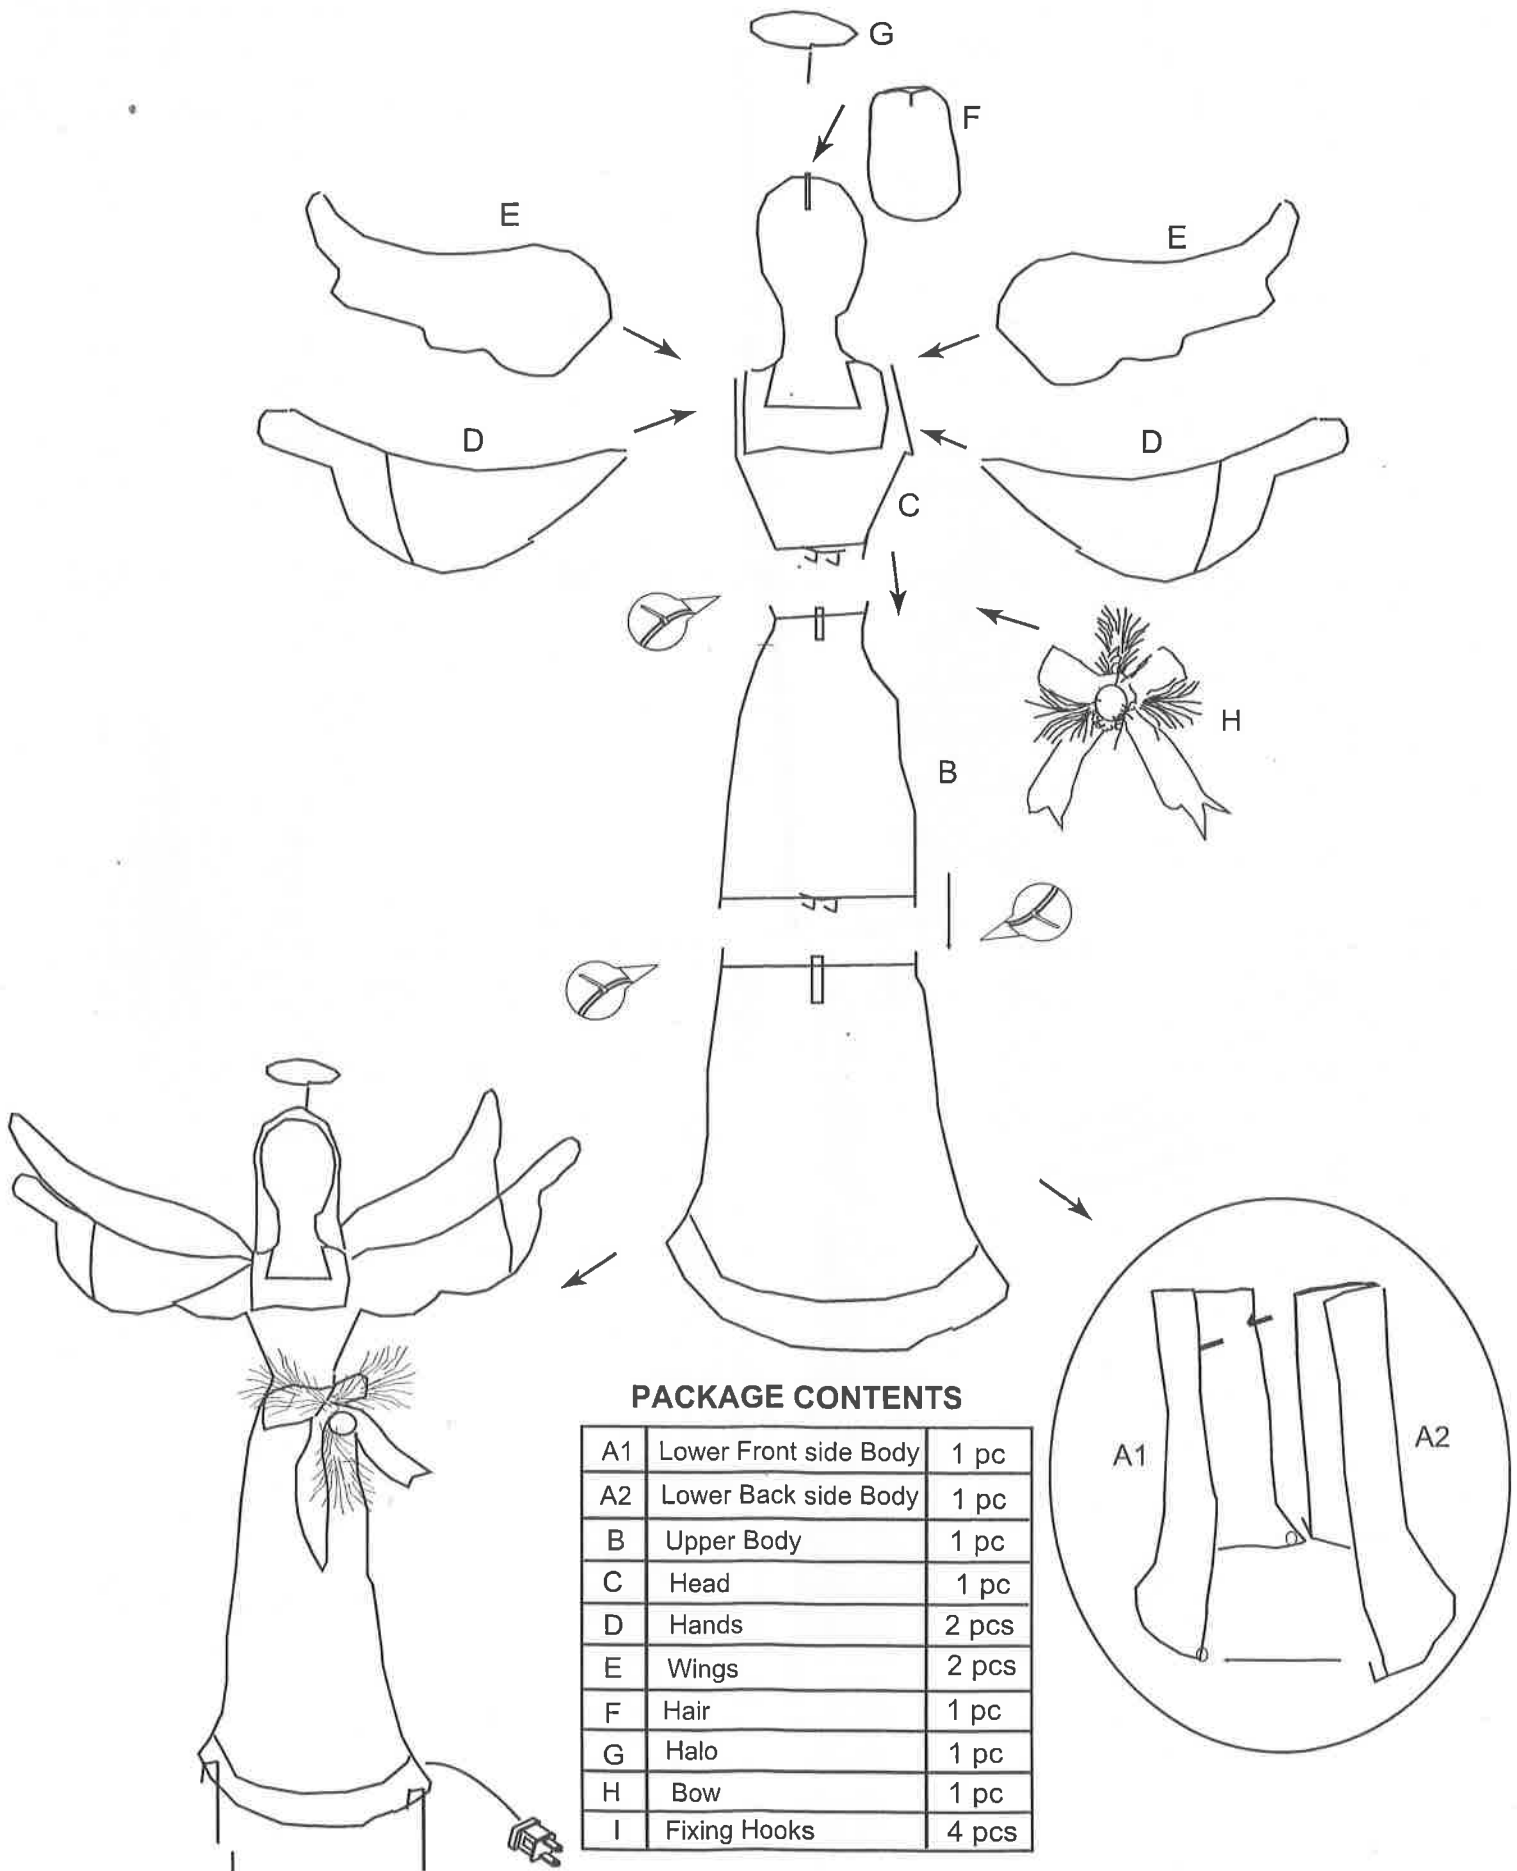 G
F
E
E
D
D
C
H
B
PACKAGE CONTENTS
A1 Lower Front side Body 1 pc
A2 Lower Back side Body 1 pc
B Upper Body 1 pc
C Head 1 pc
D Hands 2 pcs
E Wings 2 pcs
F Hair 1 pc
G Halo 1 pc
H Bow 1 pc
I Fixing Hooks 4 pcs
A1
A2